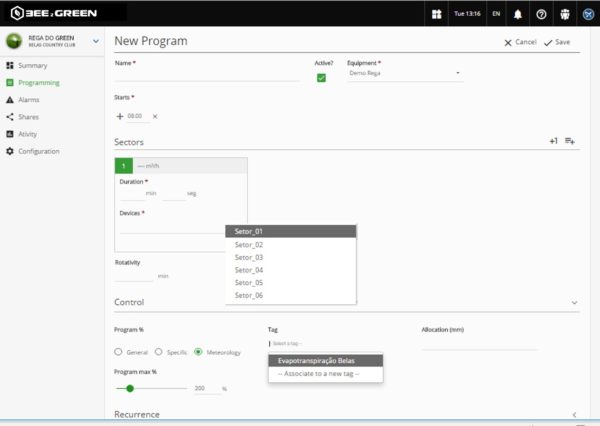 BEE2GREEN
Tue 13:16
EN
REGA DO GREEN
BELAS COUNTRY CLUB
New Program
Cancel
Save
Summary
Programming
Alarms
Shares
Ativity
Configuration
Name *
Active?
Equipment *
Demo Rega
Starts *
+ 08:00 ×
Sectors
+1
1
--- m³/h
Duration *
min
seg
Devices *
Setor_01
Setor_02
Setor_03
Setor_04
Setor_05
Setor_06
Rotativity
min
Control
Program %
Tag
Allocation (mm)
General
Specific
Meteorology
Select a tag --
Evapotranspiração Belas
-- Associate to a new tag --
Program max %
200 %
Recurrence